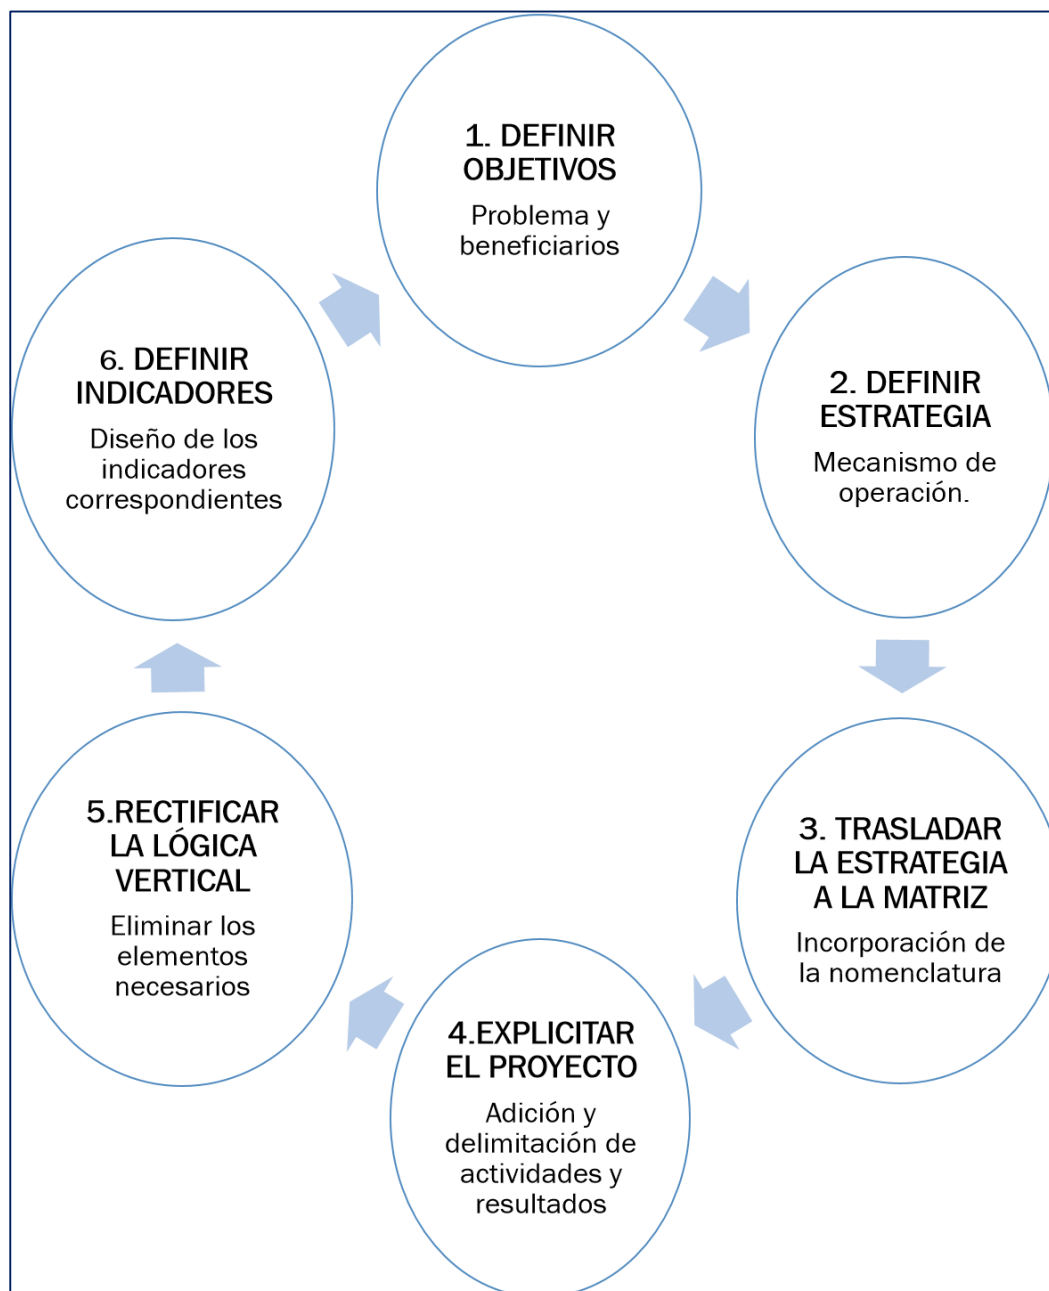 1. DEFINIR
OBJETIVOS
Problema y
beneficiarios
2. DEFINIR
ESTRATEGIA
Mecanismo de
operación.
3. TRASLADAR
LA ESTRATEGIA
A LA MATRIZ
Incorporación de
la nomenclatura
4.EXPLICITAR
EL PROYECTO
Adición y
delimitación de
actividades y
resultados
5.RECTIFICAR
LA LÓGICA
VERTICAL
Eliminar los
elementos
necesarios
6. DEFINIR
INDICADORES
Diseño de los
indicadores
correspondientes